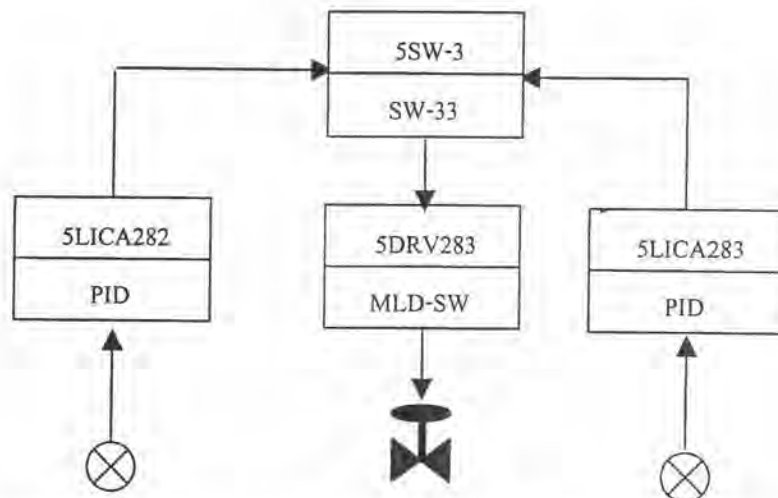 5SW-3
SW-33
5LICA282
PID
5DRV283
MLD-SW
5LICA283
PID